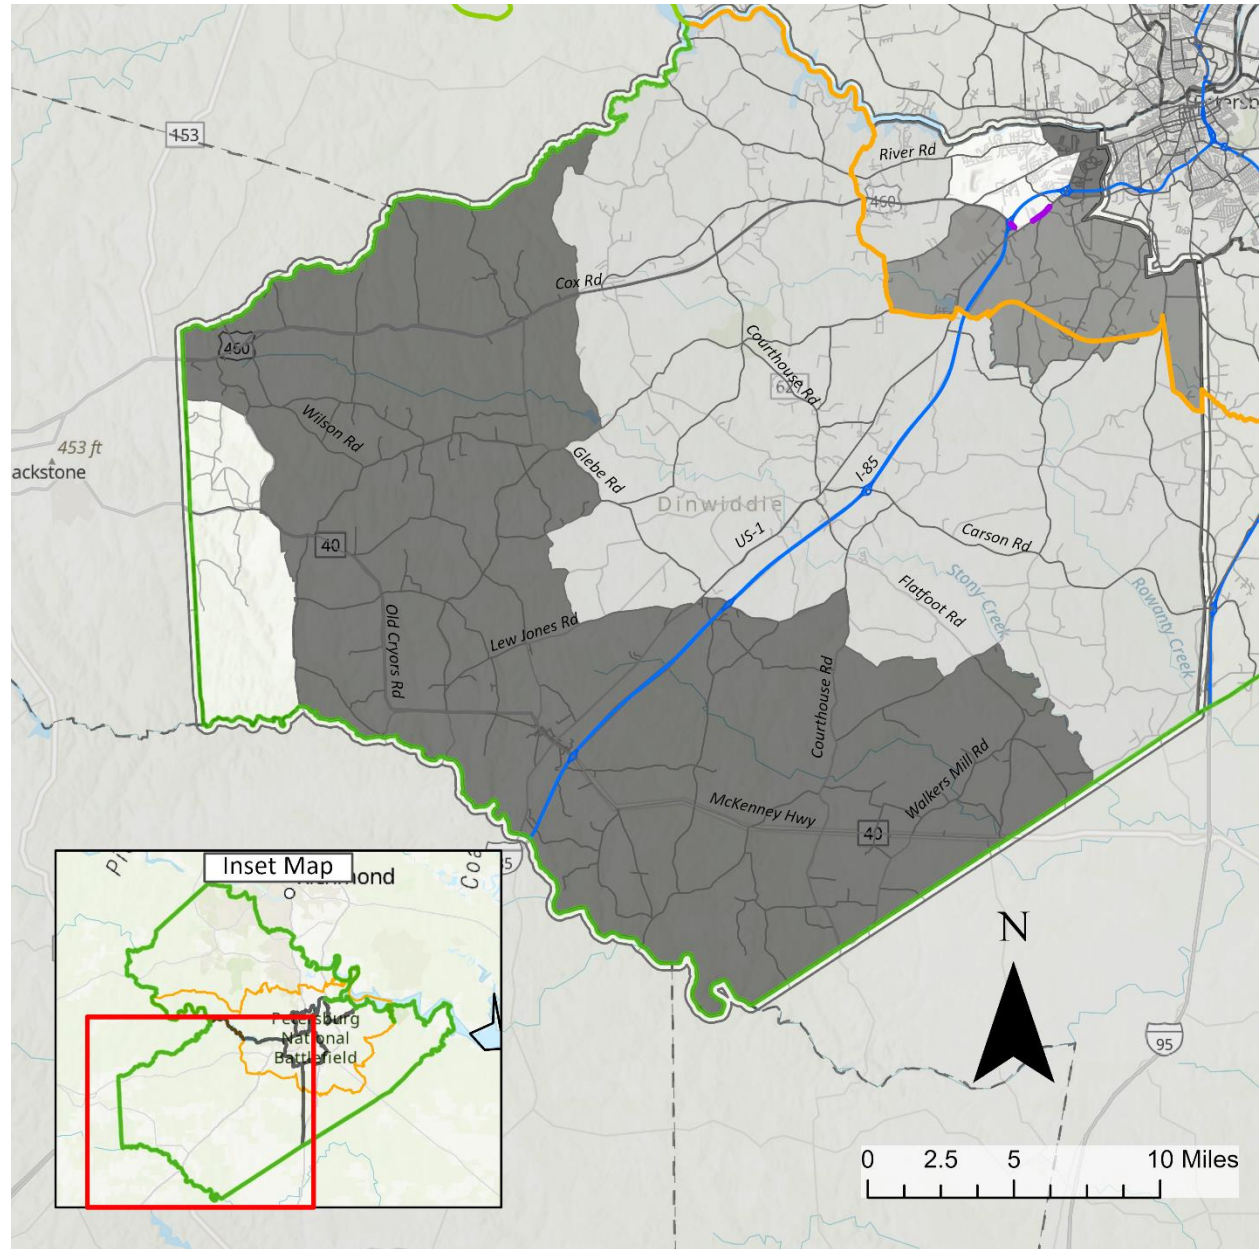 153
River Rd
460
Cox Rd
460
Courthouse Rd
Wilson Rd
453 ft
ackstone
Glebe Rd
I-85
Dinwiddie
US-1
Carson Rd
40
Stony Creek
Flatfoot Rd
Rowanty Creek
Lew Jones Rd
Old Cryors Rd
Courthouse Rd
Walkers Mill Rd
McKenney Hwy
40
Inset Map
Petersburg
National
Battlefield
N
95
0 2.5 5 10 Miles